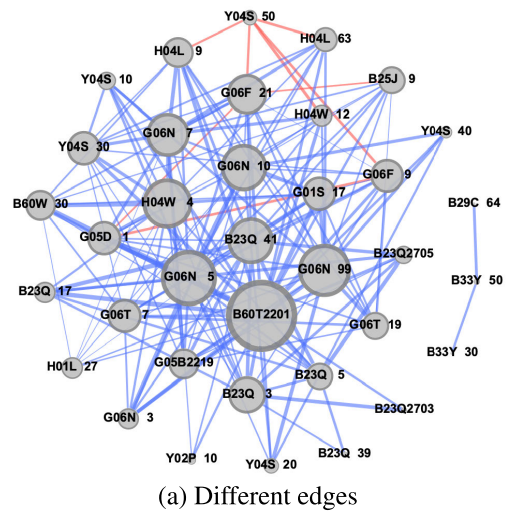 Y04S 50
H04L 9
H04L 63
Y04S 10
B25J 9
G06F 21
H04W 12
Y04S 40
G06N 7
Y04S 30
G06N 10
G06F 9
G01S 17
B60W 30
H04W 4
B29C 64
G05D 1
B23Q 41
B23Q2705
G06N 5
G06N 99
B33Y 50
B23Q 17
G06T 7
B60T2201
G06T 19
B33Y 30
H01L 27
G05B2219
B23Q 5
B23Q 3
G06N 3
B23Q2703
Y02P 10
Y04S 20
B23Q 39
(a) Different edges